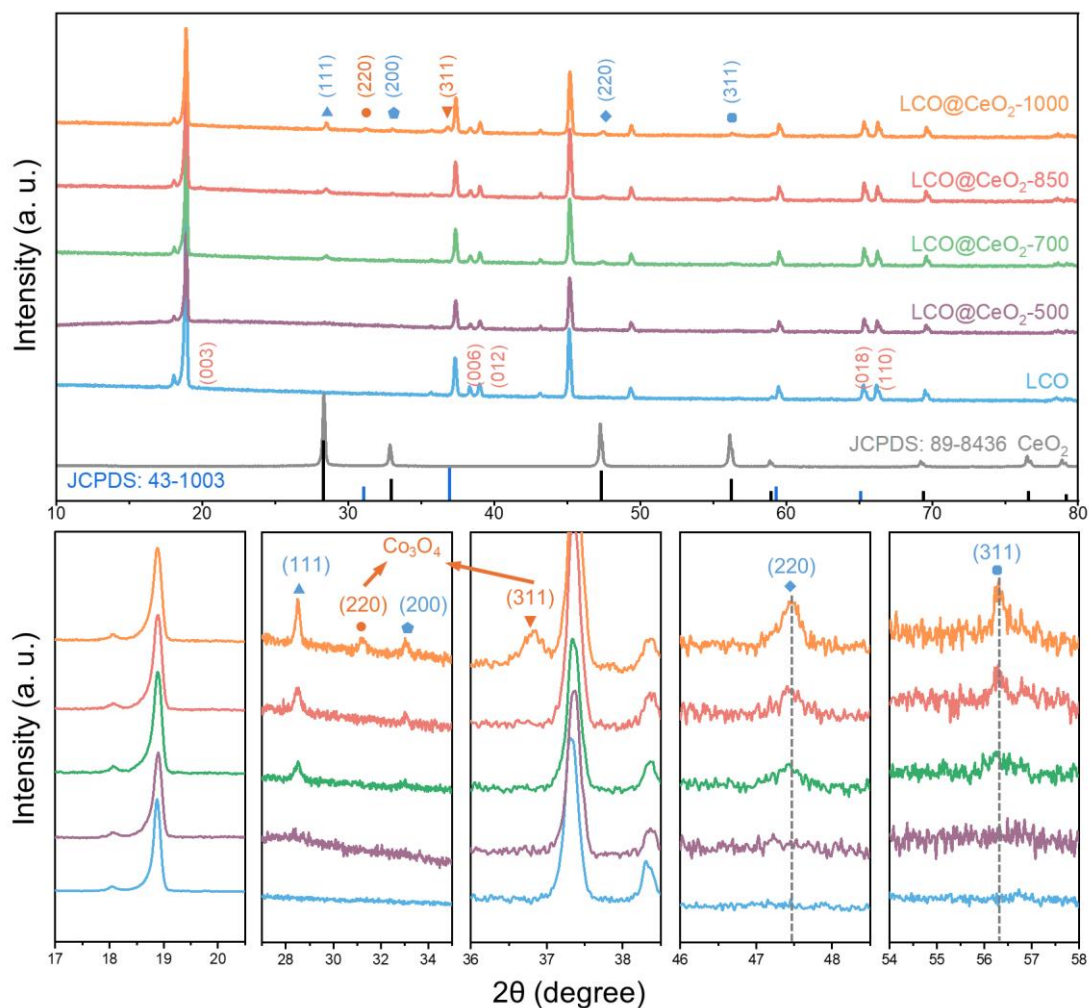 Intensity (a. u.)
(111)
(220)
(200)
(311)
(220)
(311)
LCO@CeO₂-1000
LCO@CeO₂-850
LCO@CeO₂-700
LCO@CeO₂-500
(003)
(006)
(012)
(018)
(110)
LCO
JCPDS: 89-8436 CeO₂
JCPDS: 43-1003
10 20 30 40 50 60 70 80
Intensity (a. u.)
Co₃O₄
(111)
(220)
(200)
(311)
(220)
(311)
17 18 19 20
28 30 32 34
36 37 38
46 47 48
54 55 56 57 58
2θ (degree)